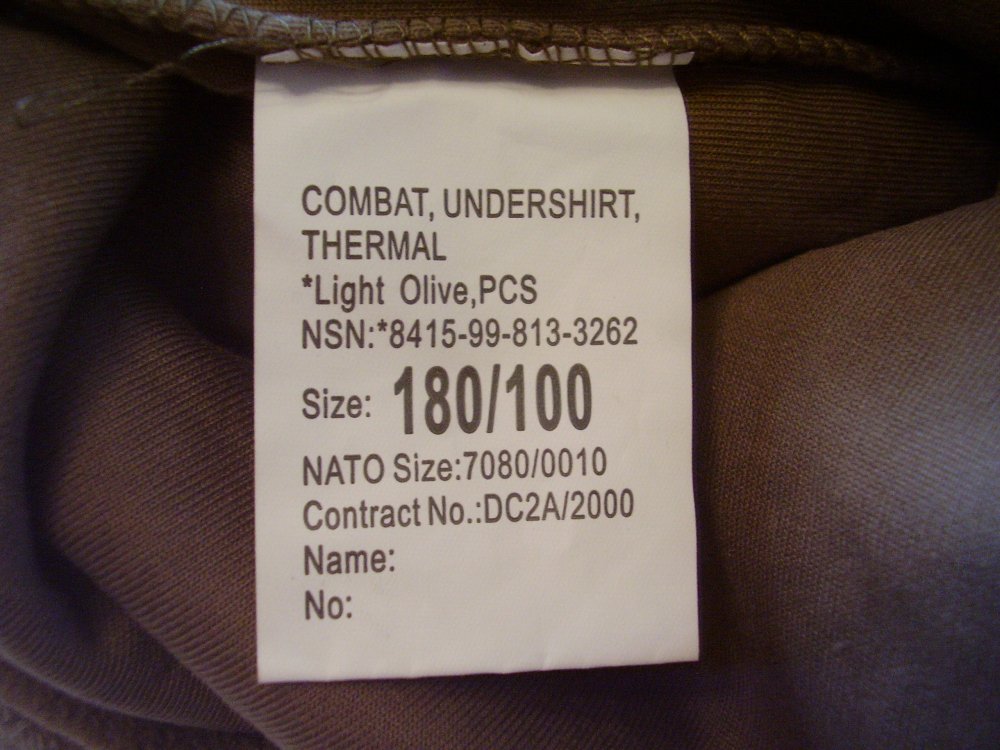 COMBAT, UNDERSHIRT,
THERMAL
*Light Olive,PCS
NSN:*8415-99-813-3262
Size: 180/100
NATO Size:7080/0010
Contract No.:DC2A/2000
Name:
No: